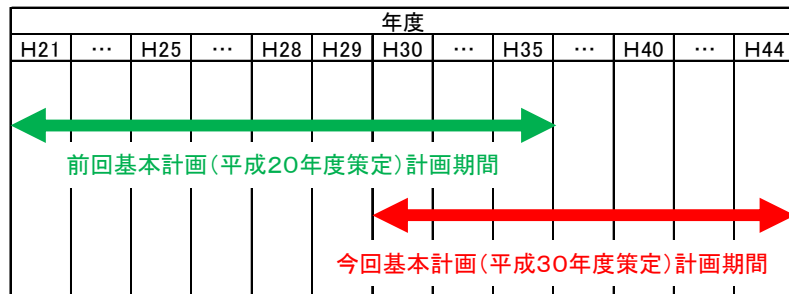 年度
H21 … H25 … H28 H29 H30 … H35 … H40 … H44
前回基本計画(平成20年度策定)計画期間
今回基本計画(平成30年度策定)計画期間